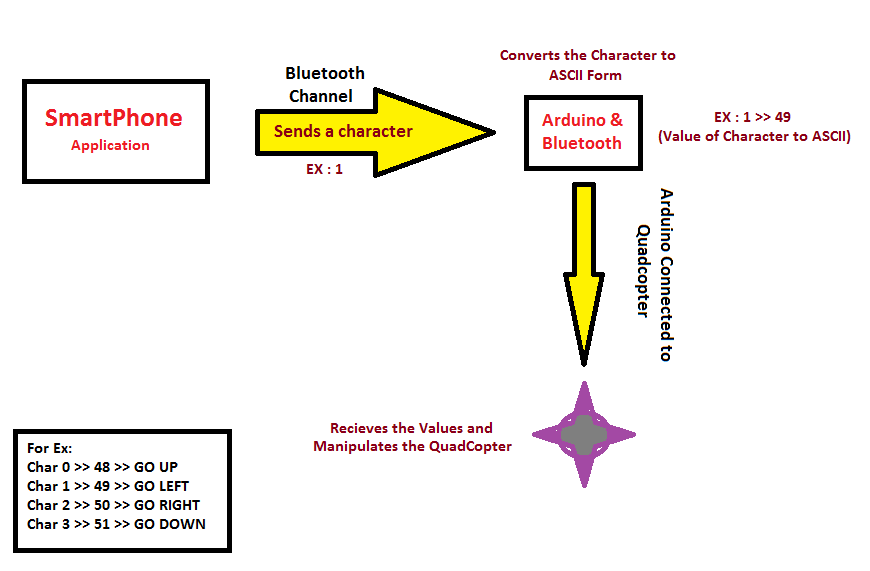 Converts the Character to
ASCII Form
Bluetooth
Channel
SmartPhone
Application
Sends a character
EX : 1
Arduino &
Bluetooth
EX : 1 >> 49
(Value of Character to ASCII)
Arduino Connected to
Quadcopter
Recieves the Values and
Manipulates the QuadCopter
For Ex:
Char 0 >> 48 >> GO UP
Char 1 >> 49 >> GO LEFT
Char 2 >> 50 >> GO RIGHT
Char 3 >> 51 >> GO DOWN